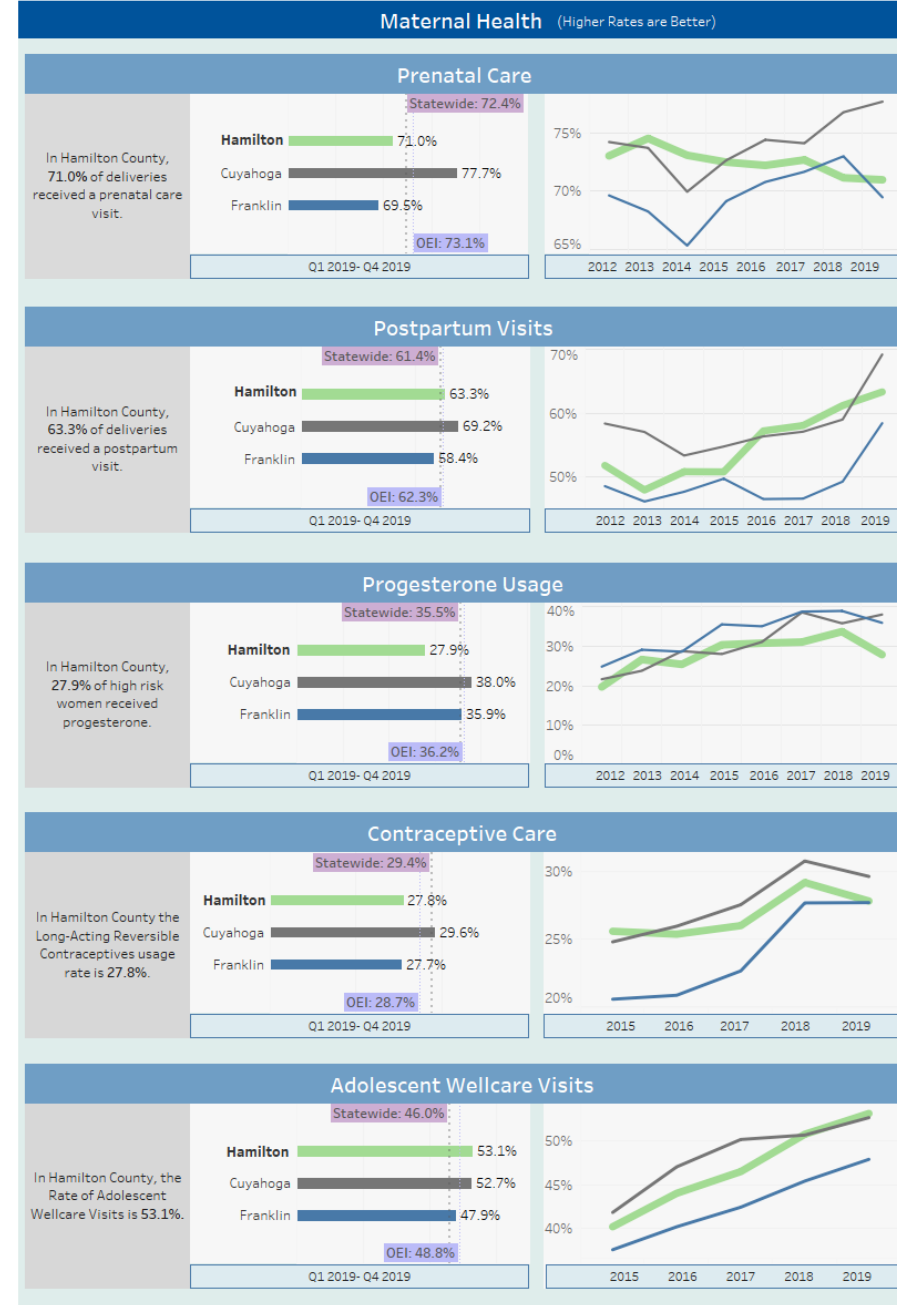 Maternal Health (Higher Rates are Better)
Prenatal Care
In Hamilton County,
71.0% of deliveries
received a prenatal care
visit.
Statewide: 72.4%
Hamilton 71.0%
Cuyahoga 77.7%
Franklin 69.5%
OEI: 73.1%
Q1 2019- Q4 2019
75%
70%
65%
2012 2013 2014 2015 2016 2017 2018 2019
Postpartum Visits
In Hamilton County,
63.3% of deliveries
received a postpartum
visit.
Statewide: 61.4%
Hamilton 63.3%
Cuyahoga 69.2%
Franklin 58.4%
OEI: 62.3%
Q1 2019- Q4 2019
70%
60%
50%
2012 2013 2014 2015 2016 2017 2018 2019
Progesterone Usage
In Hamilton County,
27.9% of high risk
women received
progesterone.
Statewide: 35.5%
Hamilton 27.9%
Cuyahoga 38.0%
Franklin 35.9%
OEI: 36.2%
Q1 2019- Q4 2019
40%
30%
20%
10%
0%
2012 2013 2014 2015 2016 2017 2018 2019
Contraceptive Care
In Hamilton County the
Long-Acting Reversible
Contraceptives usage
rate is 27.8%.
Statewide: 29.4%
Hamilton 27.8%
Cuyahoga 29.6%
Franklin 27.7%
OEI: 28.7%
Q1 2019- Q4 2019
30%
25%
20%
2015 2016 2017 2018 2019
Adolescent Wellcare Visits
In Hamilton County, the
Rate of Adolescent
Wellcare Visits is 53.1%.
Statewide: 46.0%
Hamilton 53.1%
Cuyahoga 52.7%
Franklin 47.9%
OEI: 48.8%
Q1 2019- Q4 2019
50%
45%
40%
2015 2016 2017 2018 2019